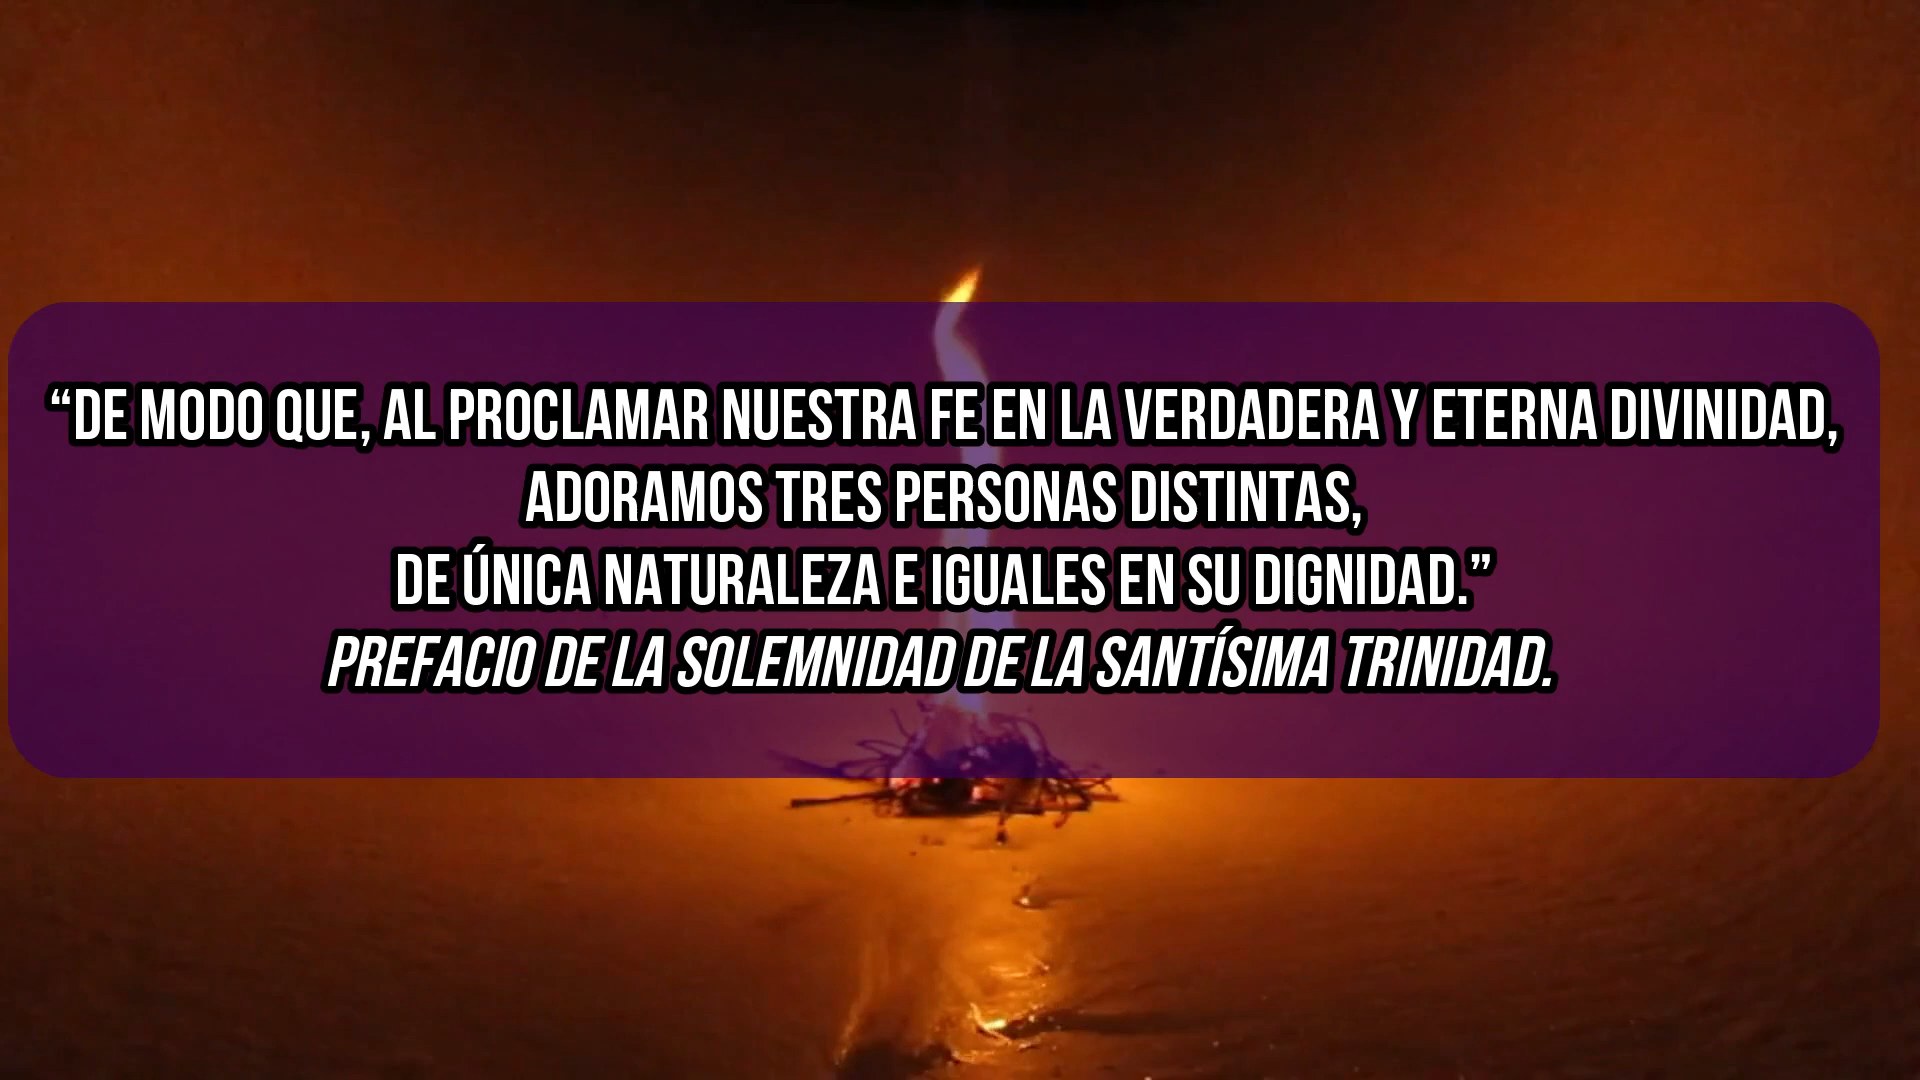 “DE MODO QUE, AL PROCLAMAR NUESTRA FE EN LA VERDADERA Y ETERNA DIVINIDAD,
ADORAMOS TRES PERSONAS DISTINTAS,
DE ÚNICA NATURALEZA E IGUALES EN SU DIGNIDAD.”
PREFACIO DE LA SOLEMNIDAD DE LA SANTÍSIMA TRINIDAD.